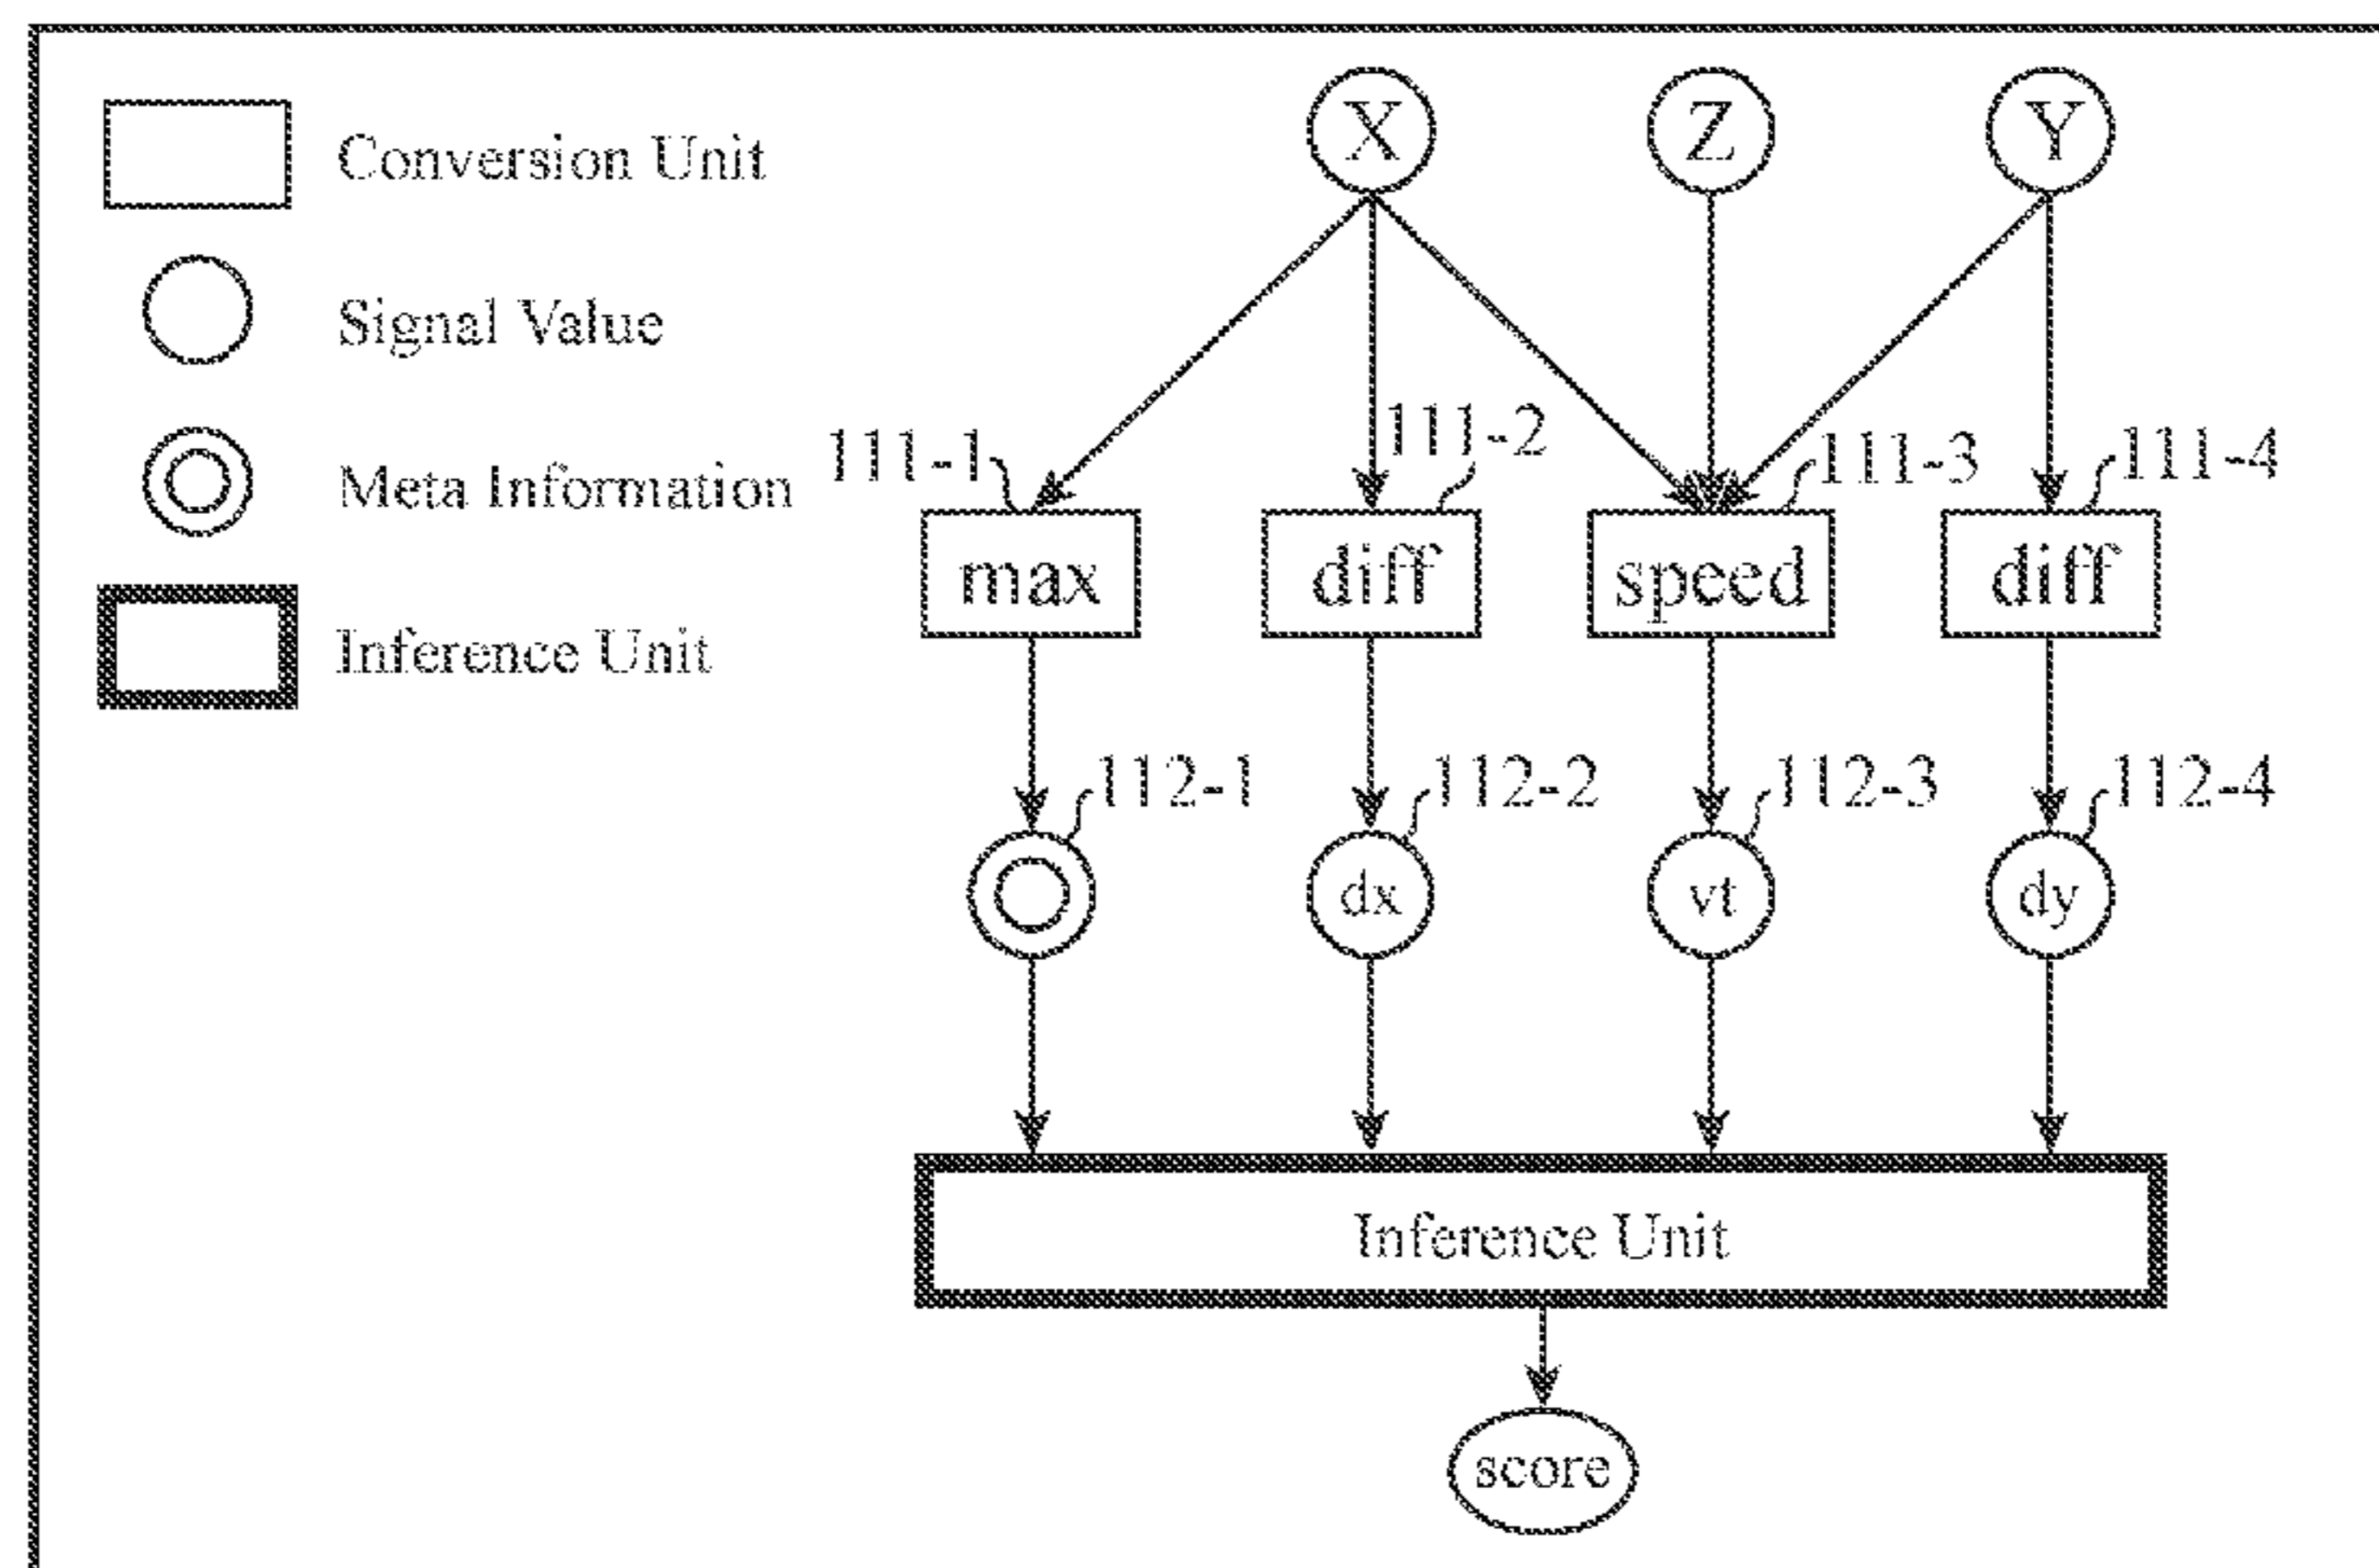 Conversion Unit
Signal Value
Meta Information
Inference Unit
X Z Y
111-1 111-2 111-3 111-4
max diff speed diff
112-1 112-2 112-3 112-4
dx vt dy
Inference Unit
score